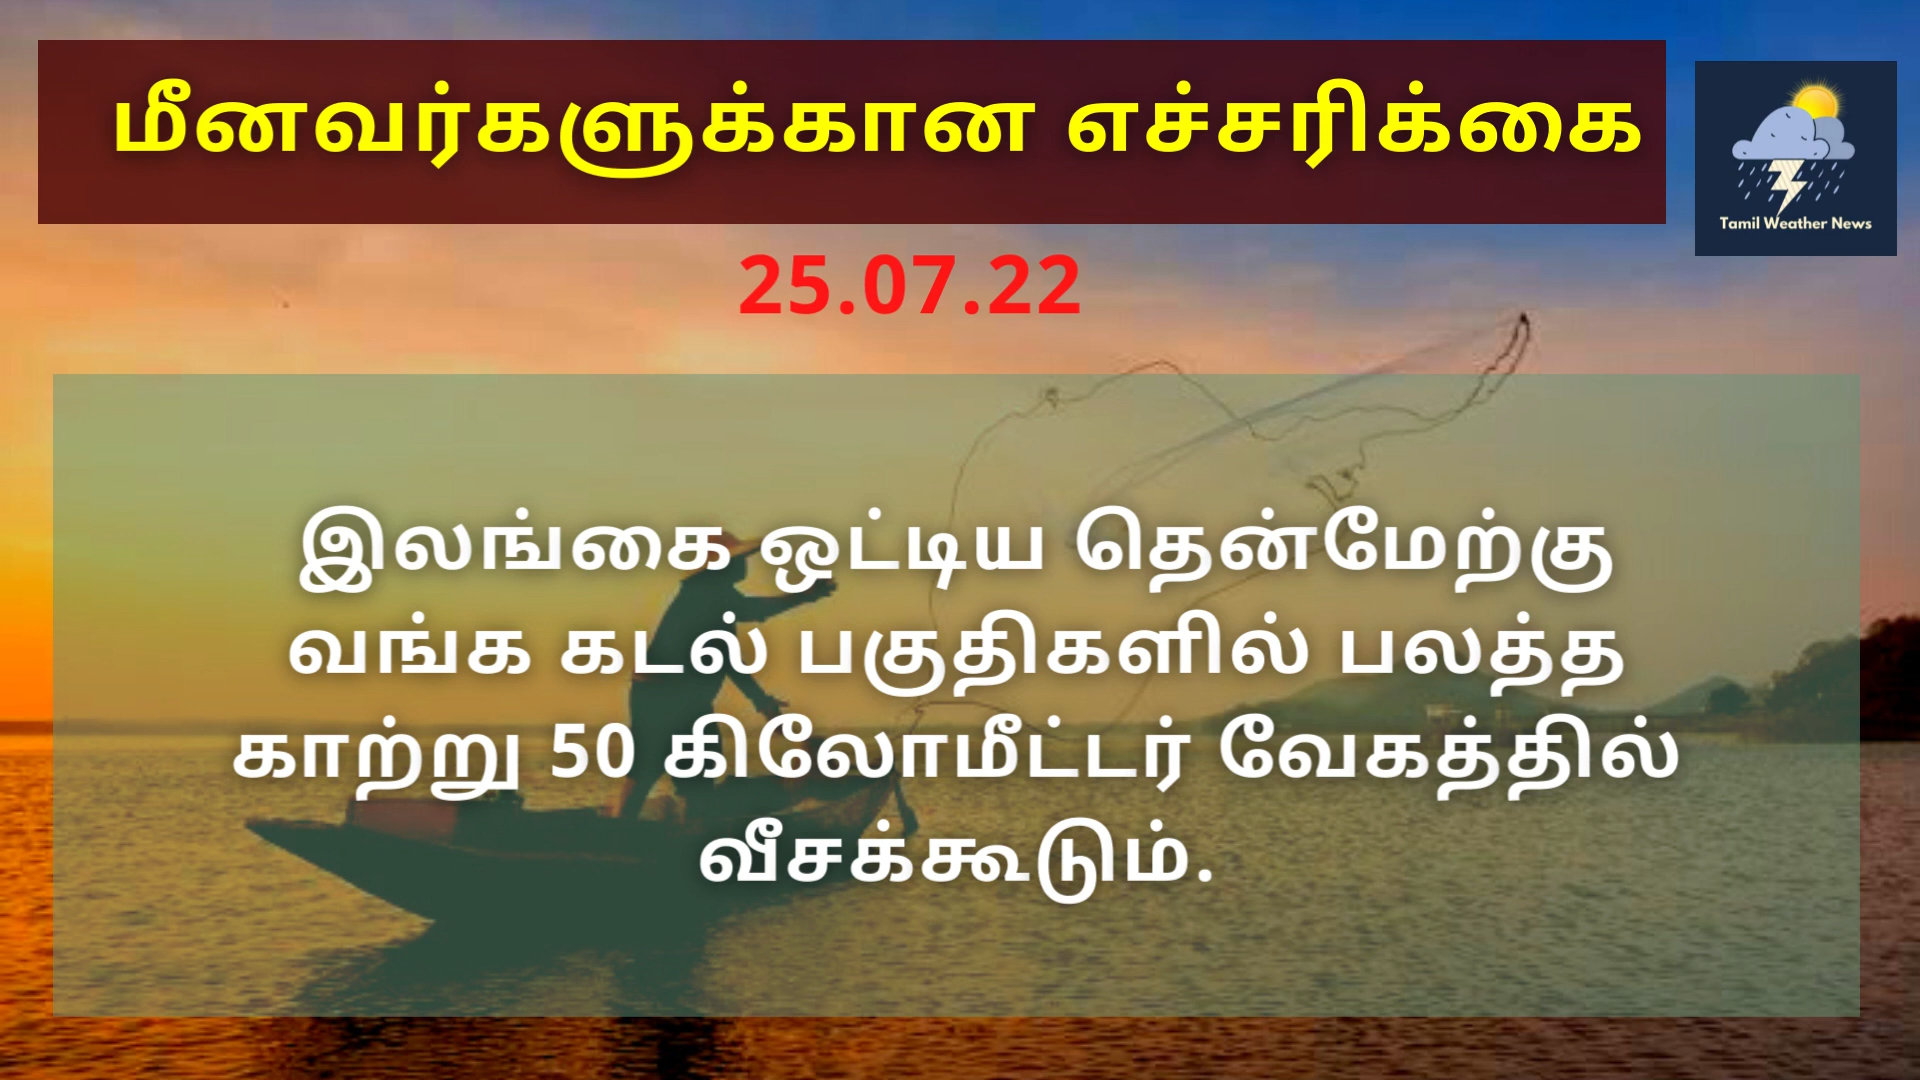 மீனவர்களுக்கான எச்சரிக்கை
Tamil Weather News
25.07.22
இலங்கை ஒட்டிய தென்மேற்கு
வங்க கடல் பகுதிகளில் பலத்த
காற்று 50 கிலோமீட்டர் வேகத்தில்
வீசக்கூடும்.